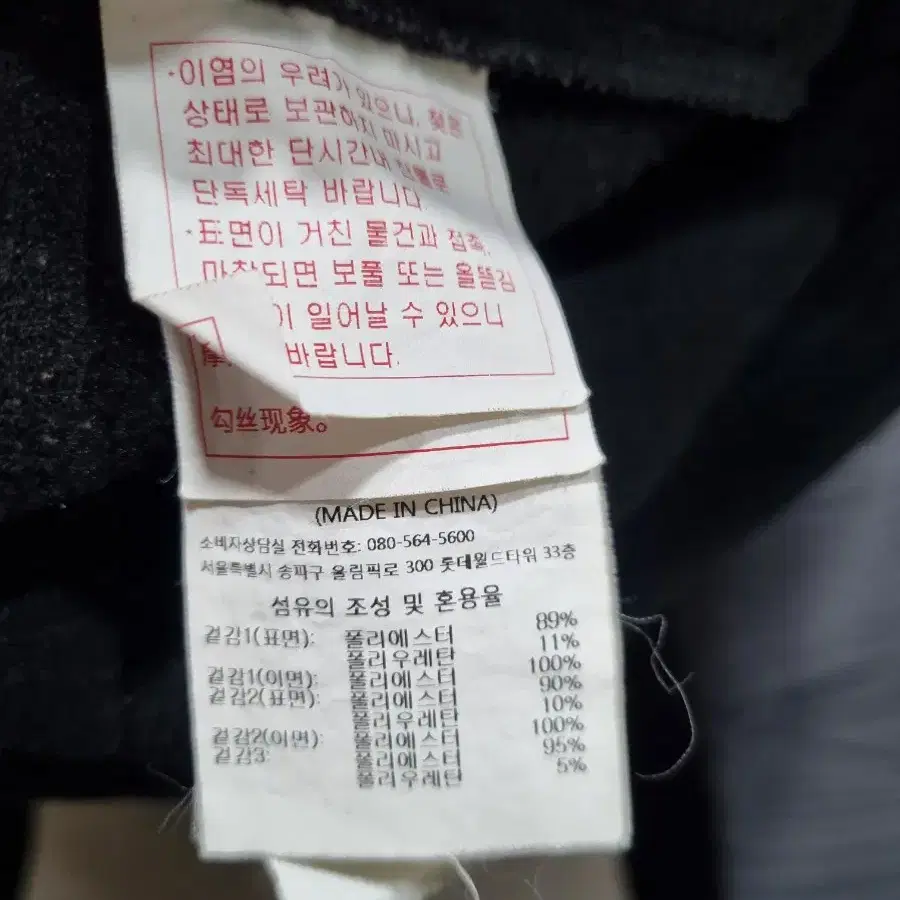 ·이염의 우려가 있으니, 젖은
상태로 보관하지 마시고
최대한 단시간내 찬물로
단독세탁 바랍니다
·표면이 거친 물건과 접촉,
마찰되면 보풀 또는 올뜯김
이 일어날 수 있으니
바랍니다.
勾丝现象。
(MADE IN CHINA)
소비자상담실 전화번호: 080-564-5600
서울특별시 송파구 올림픽로 300 롯데월드타워 33층
섬유의 조성 및 혼용율
겉감1(표면): 폴리에스터 89%
폴리우레탄 11%
겉감1(이면): 폴리에스터 100%
겉감2(표면): 폴리에스터 90%
폴리우레탄 10%
겉감2(이면): 폴리에스터 100%
겉감3: 폴리에스터 95%
폴리우레탄 5%